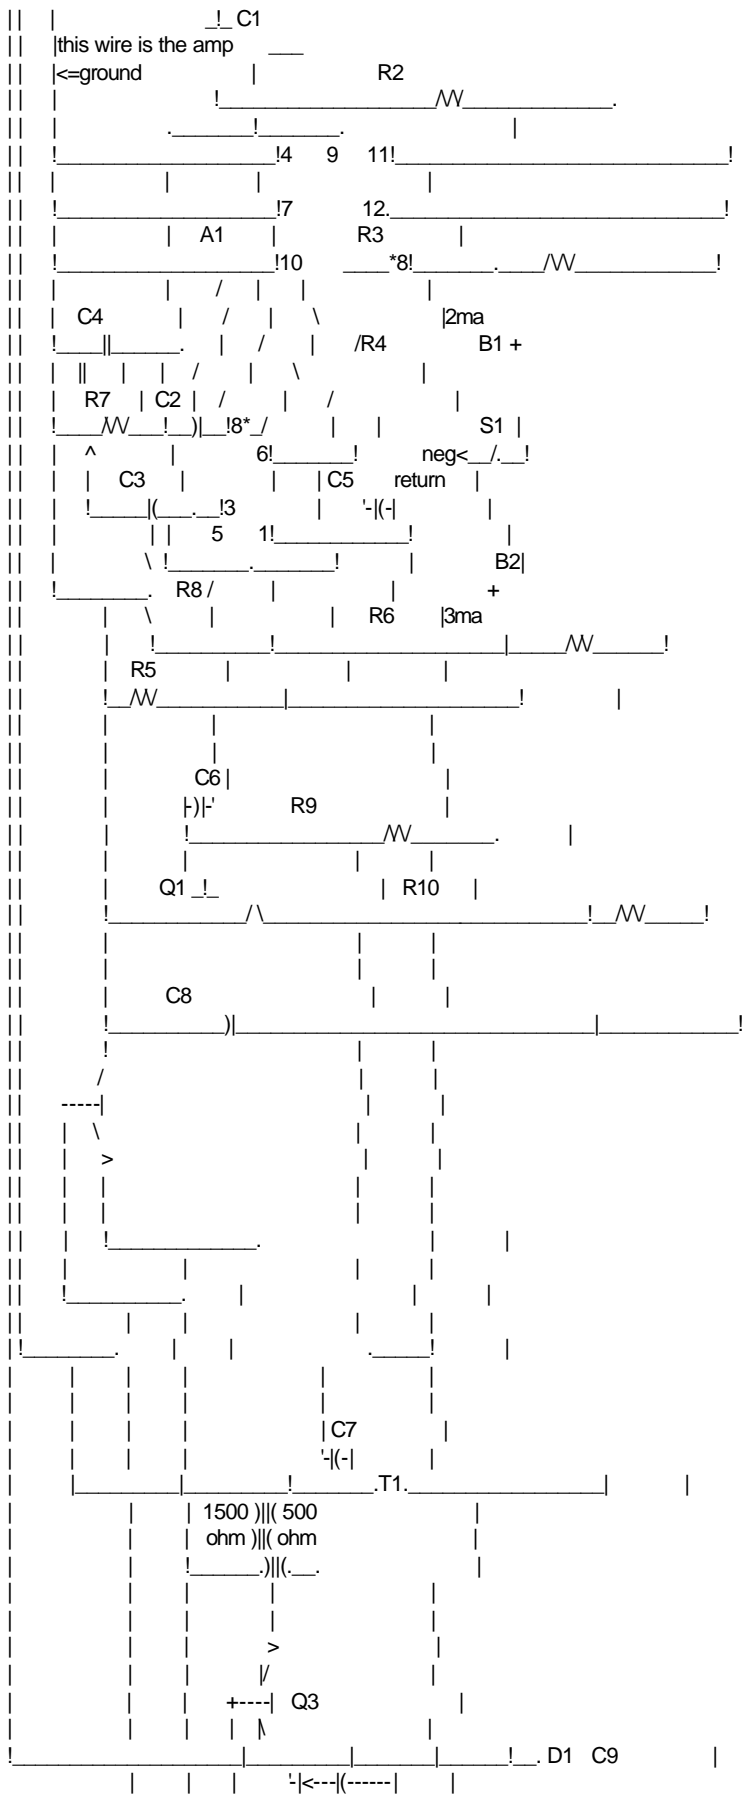 C1
this wire is the amp
<=ground R2
4 9 11
7 12.
A1 R3
10 *8
C4 2ma
R4 B1 +
R7 C2 8*
S1
6 neg<
C3 C5 return
3
5 1
B2
R8 +
R6 3ma
R5
C6
R9
Q1 R10
C8
C7
T1
1500 )||( 500
ohm )||( ohm
Q3
D1 C9